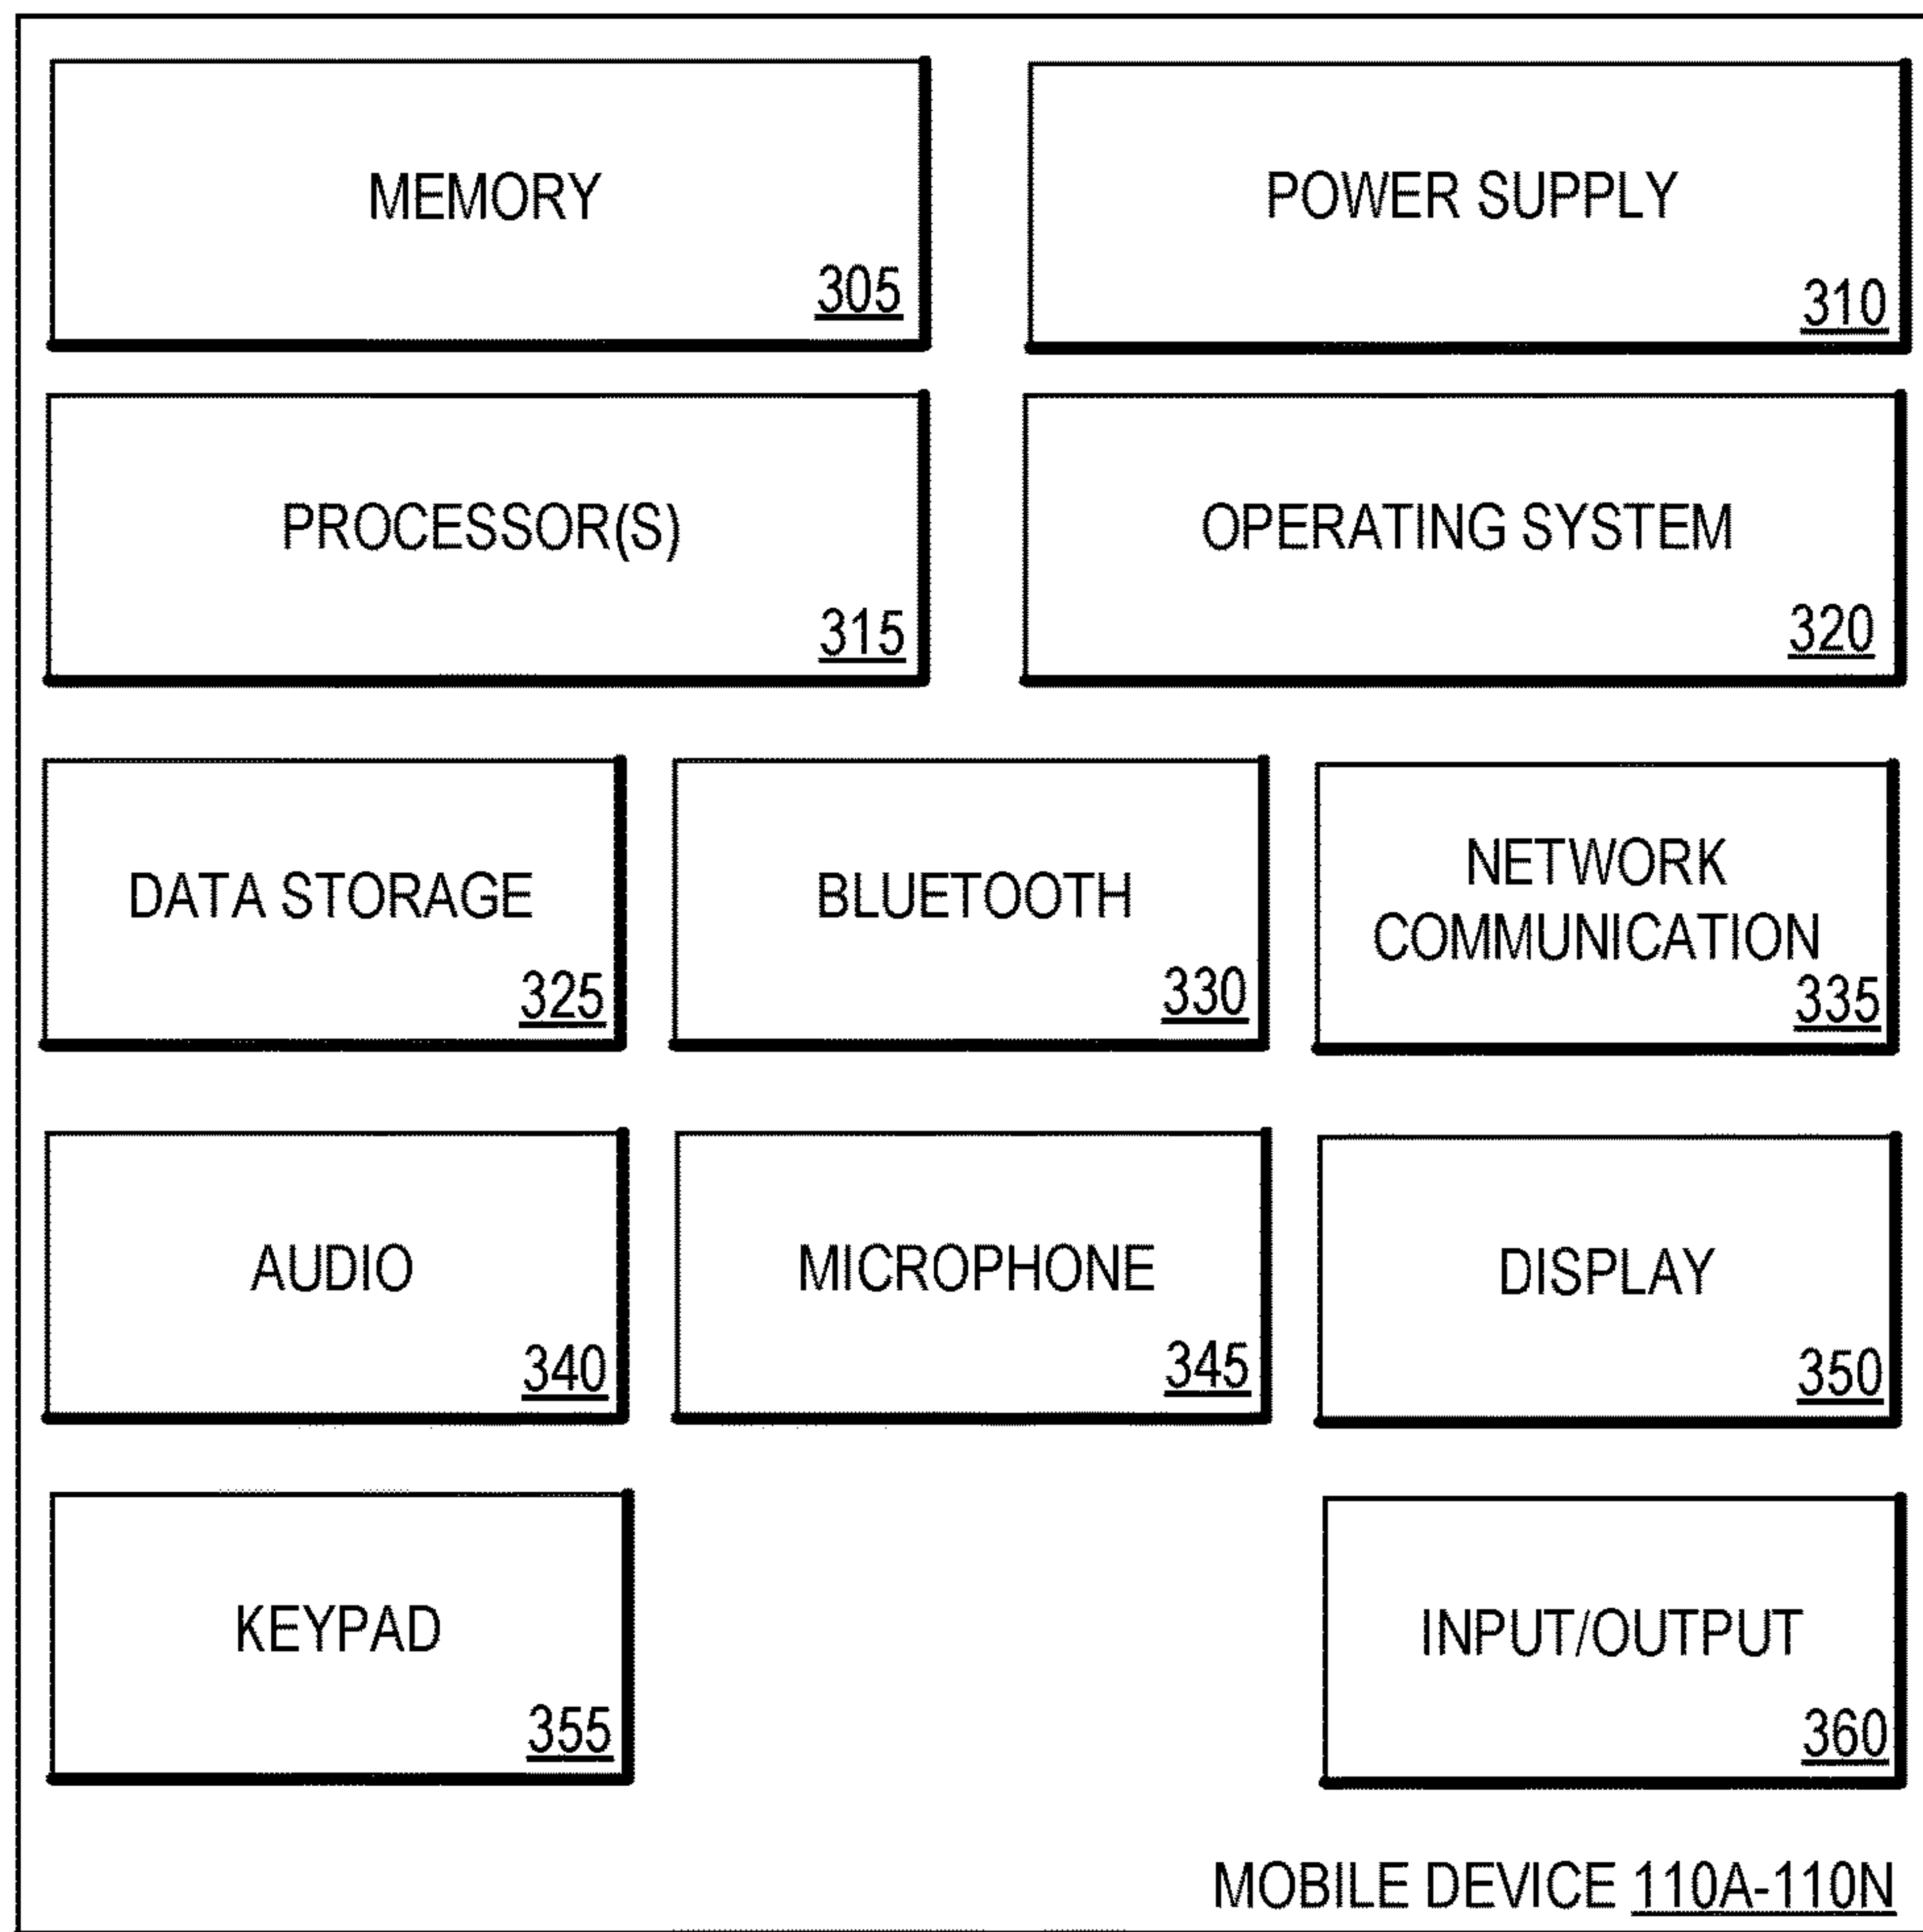 MEMORY
305
POWER SUPPLY
310
PROCESSOR(S)
315
OPERATING SYSTEM
320
DATA STORAGE
325
BLUETOOTH
330
NETWORK
COMMUNICATION
335
AUDIO
340
MICROPHONE
345
DISPLAY
350
KEYPAD
355
INPUT/OUTPUT
360
MOBILE DEVICE 110A-110N